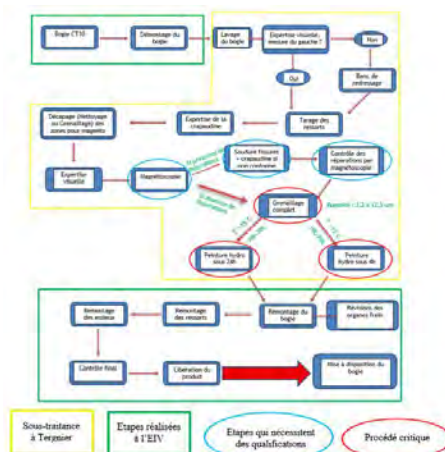 Bogie CT10
Démontage du
bogie
Lavage du
bogie
Expertise visuelle,
mesure du gauche ?
Non
Oui
Banc de
redressage
Tarage des
ressorts
Expertise de la
crapaudine
Décapage (Nettoyage
ou Grenaillage) des
zones pour magnéto
Expertise
visuelle
Magnétoscopie
Soudure fissures
+ crapaudine si
non conforme
Contrôle des
réparations par
magnétoscopie
Grenaillage
complet
Peinture hydro
sous 24h
Peinture
hydro sous 4h
Remontage du
bogie
Révision des
organes frein
Remontage
des ressorts
Remontage
des essieux
Contrôle final
Libération du
produit
Mise à disposition du
bogie
Sous-traitance
à Tergnier
Etapes réalisées
à l'EIV
Etapes qui nécessitent
des qualifications
Procédé critique